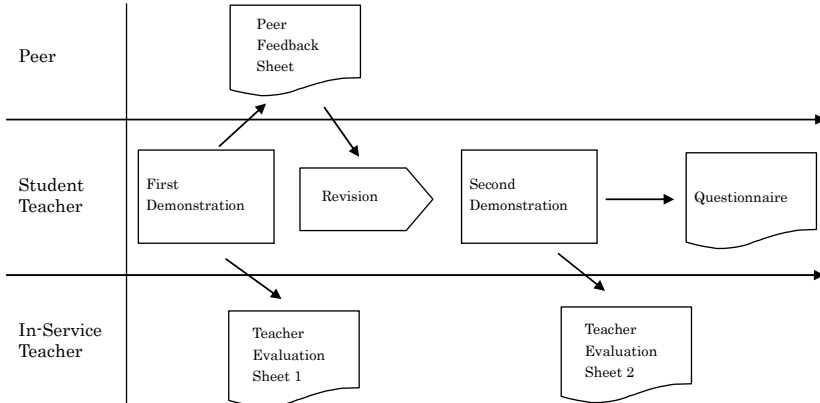 Peer
Peer
Feedback
Sheet
Student
Teacher
First
Demonstration
Revision
Second
Demonstration
Questionnaire
In-Service
Teacher
Teacher
Evaluation
Sheet 1
Teacher
Evaluation
Sheet 2